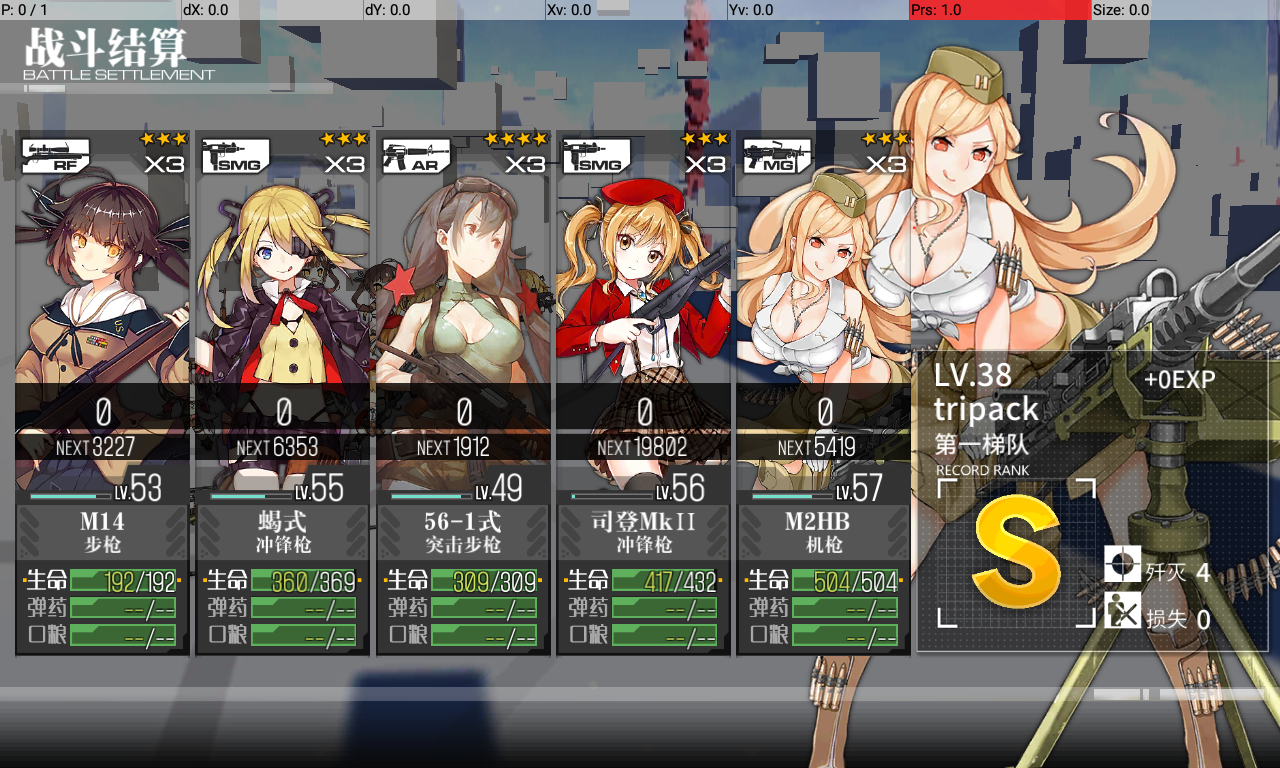 P: 0 / 1 dX: 0.0 dY: 0.0 Xv: 0.0 Yv: 0.0 Prs: 1.0 Size: 0.0
战斗结算
BATTLE SETTLEMENT
RF X3 SMG X3 AR X3 SMG X3 MG X3
0 0 0 0 0
NEXT 3227 NEXT 6353 NEXT 1912 NEXT 19802 NEXT 5419
LV.53 LV.55 LV.49 LV.56 LV.57
M14 蝎式 56-1式 司登MkII M2HB
步枪 冲锋枪 突击步枪 冲锋枪 机枪
生命 192/192 生命 360/369 生命 309/309 生命 417/432 生命 504/504
弹药 --/-- 弹药 --/-- 弹药 --/-- 弹药 --/-- 弹药 --/--
口粮 --/-- 口粮 --/-- 口粮 --/-- 口粮 --/-- 口粮 --/--
LV.38 +0EXP
tripack
第一梯队
RECORD RANK
S
歼灭 4
损失 0